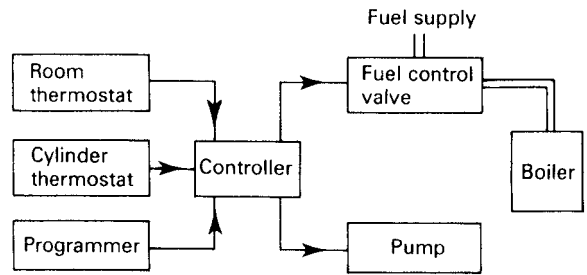 Fuel supply
Room
thermostat
Fuel control
valve
Cylinder
thermostat
Controller
Boiler
Programmer
Pump